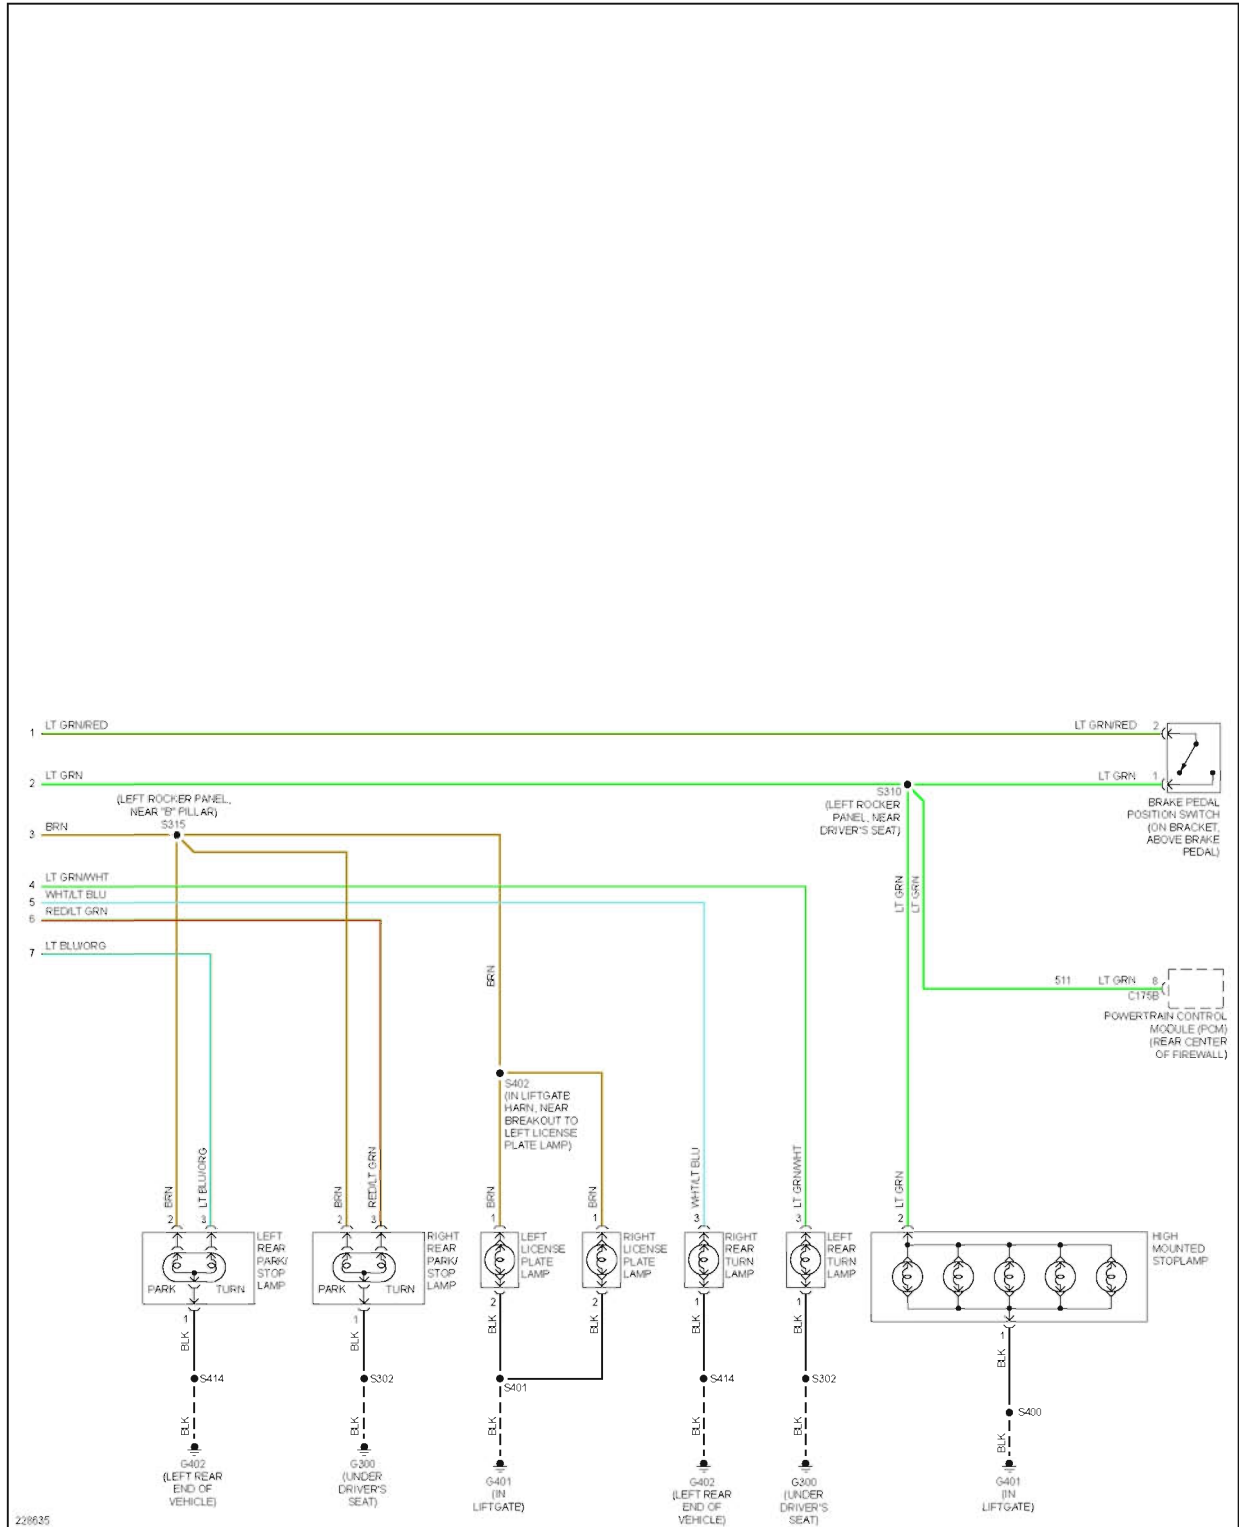 LT GRN/RED
1
LT GRN/RED 2
LT GRN
2
LT GRN 1
S310
(LEFT ROCKER
PANEL, NEAR
DRIVER'S SEAT)
BRAKE PEDAL
POSITION SWITCH
(ON BRACKET,
ABOVE BRAKE
PEDAL)
(LEFT ROCKER PANEL,
NEAR "B" PILLAR)
S315
BRN
3
LT GRN/WHT
4
WHT/LT BLU
5
RED/LT GRN
6
LT BLU/ORG
7
LT GRN
LT GRN
BRN
511 LT GRN 8
C175B
POWERTRAIN CONTROL
MODULE (PCM)
(REAR CENTER
OF FIREWALL)
S402
(IN LIFTGATE
HARN, NEAR
BREAKOUT TO
LEFT LICENSE
PLATE LAMP)
BRN
LT BLU/ORG
BRN
RED/LT GRN
BRN
BRN
WHT/LT BLU
LT GRN/WHT
LT GRN
2 3 2 3 1 1 3 3 2
LEFT
REAR
PARK/
STOP
LAMP
PARK TURN
RIGHT
REAR
PARK/
STOP
LAMP
PARK TURN
LEFT
LICENSE
PLATE
LAMP
RIGHT
LICENSE
PLATE
LAMP
RIGHT
REAR
TURN
LAMP
LEFT
REAR
TURN
LAMP
HIGH
MOUNTED
STOPLAMP
1 1 2 2 1 1 1
BLK
BLK
BLK
BLK
BLK
BLK
BLK
S414
S302
S401
S414
S302
S400
BLK
BLK
BLK
BLK
BLK
BLK
G402
(LEFT REAR
END OF
VEHICLE)
G300
(UNDER
DRIVER'S
SEAT)
G401
(IN
LIFTGATE)
G402
(LEFT REAR
END OF
VEHICLE)
G300
(UNDER
DRIVER'S
SEAT)
G401
(IN
LIFTGATE)
228635